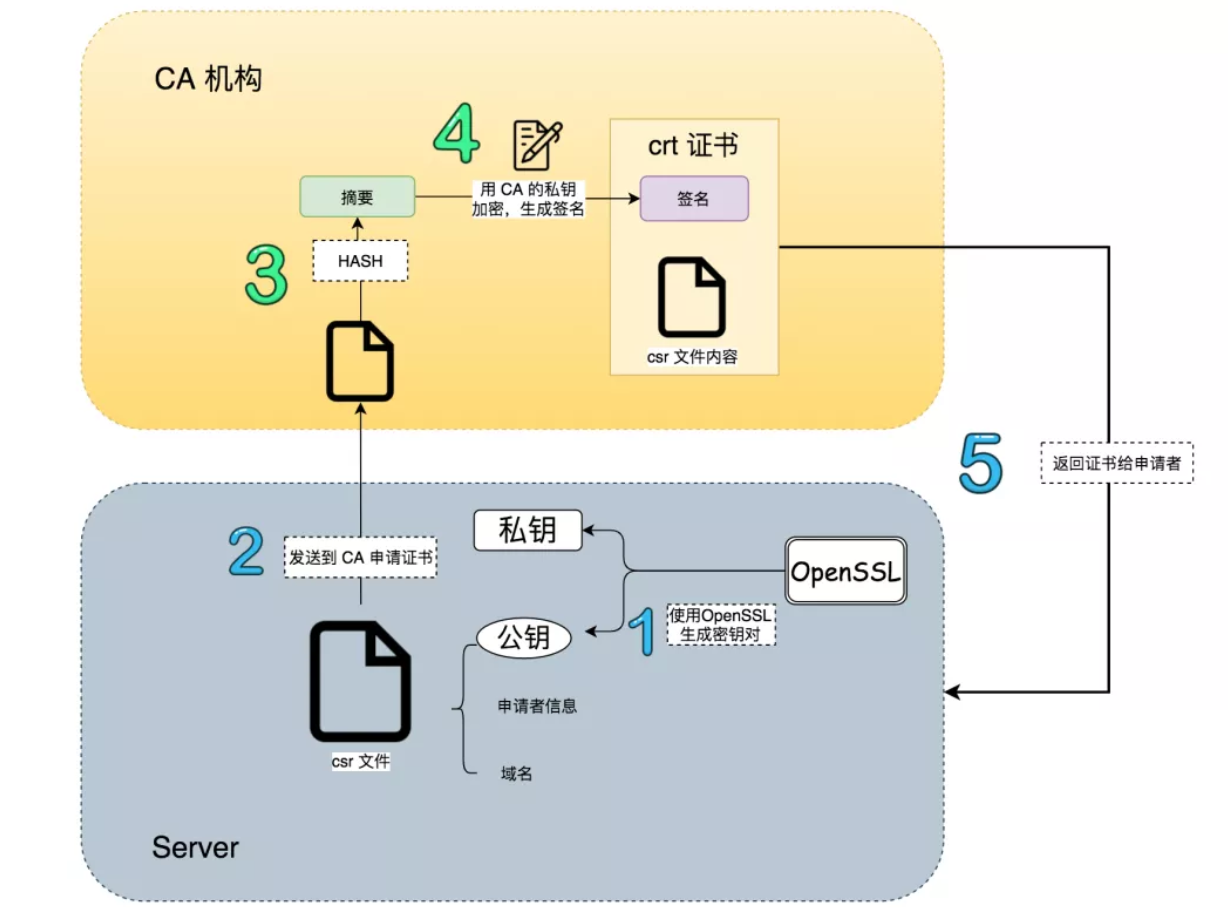 CA 机构
4
crt 证书
摘要
用 CA 的私钥
加密，生成签名
签名
3
HASH
csr 文件内容
5
返回证书给申请者
2
发送到 CA 申请证书
私钥
OpenSSL
1
使用OpenSSL
生成密钥对
公钥
申请者信息
csr 文件
域名
Server